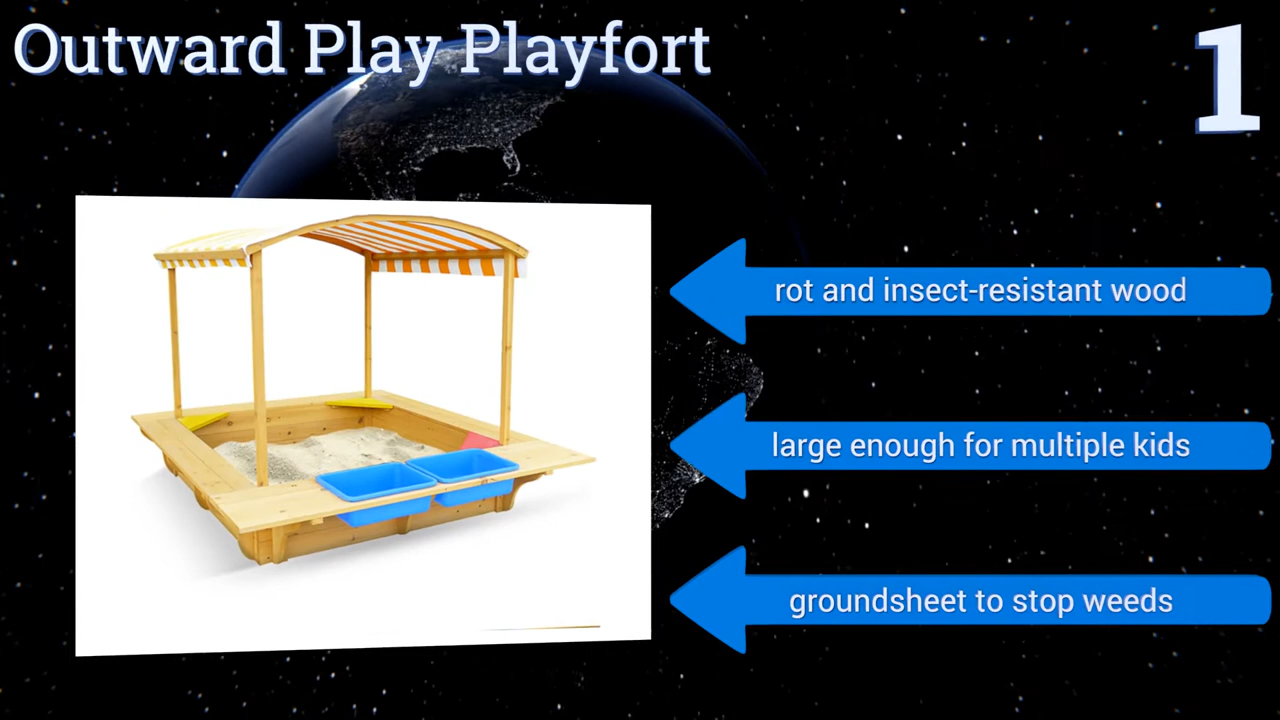 Outward Play Playfort
1
rot and insect-resistant wood
large enough for multiple kids
groundsheet to stop weeds